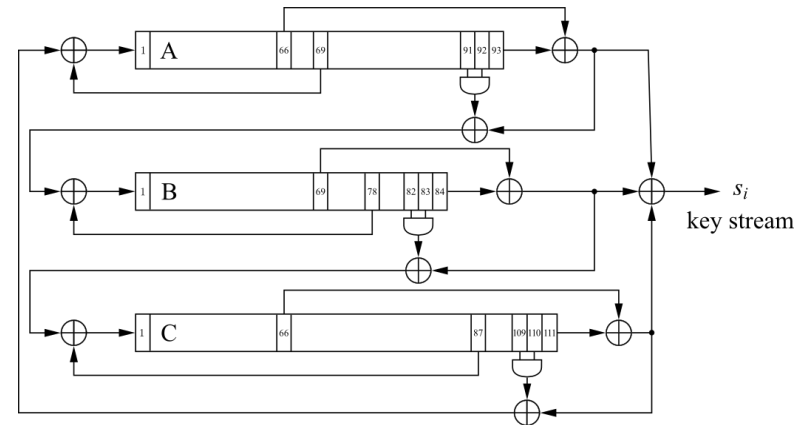 1 A 66 69 91 92 93
1 B 69 78 82 83 84
s_i
key stream
1 C 66 87 109 110 111